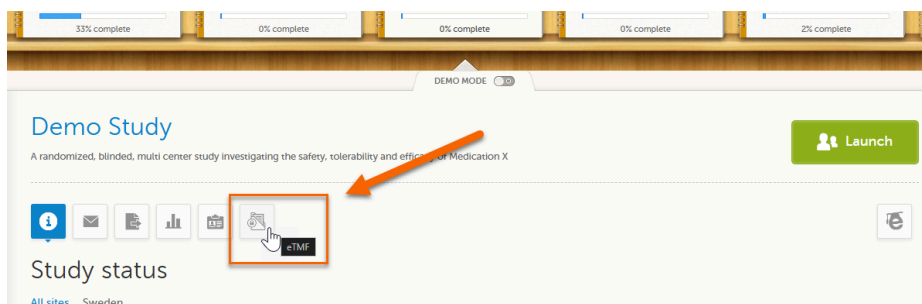 33% complete
0% complete
0% complete
0% complete
2% complete
DEMO MODE
Demo Study
A randomized, blinded, multi center study investigating the safety, tolerability and efficacy of Medication X
Launch
eTMF
Study status
All sites Sweden